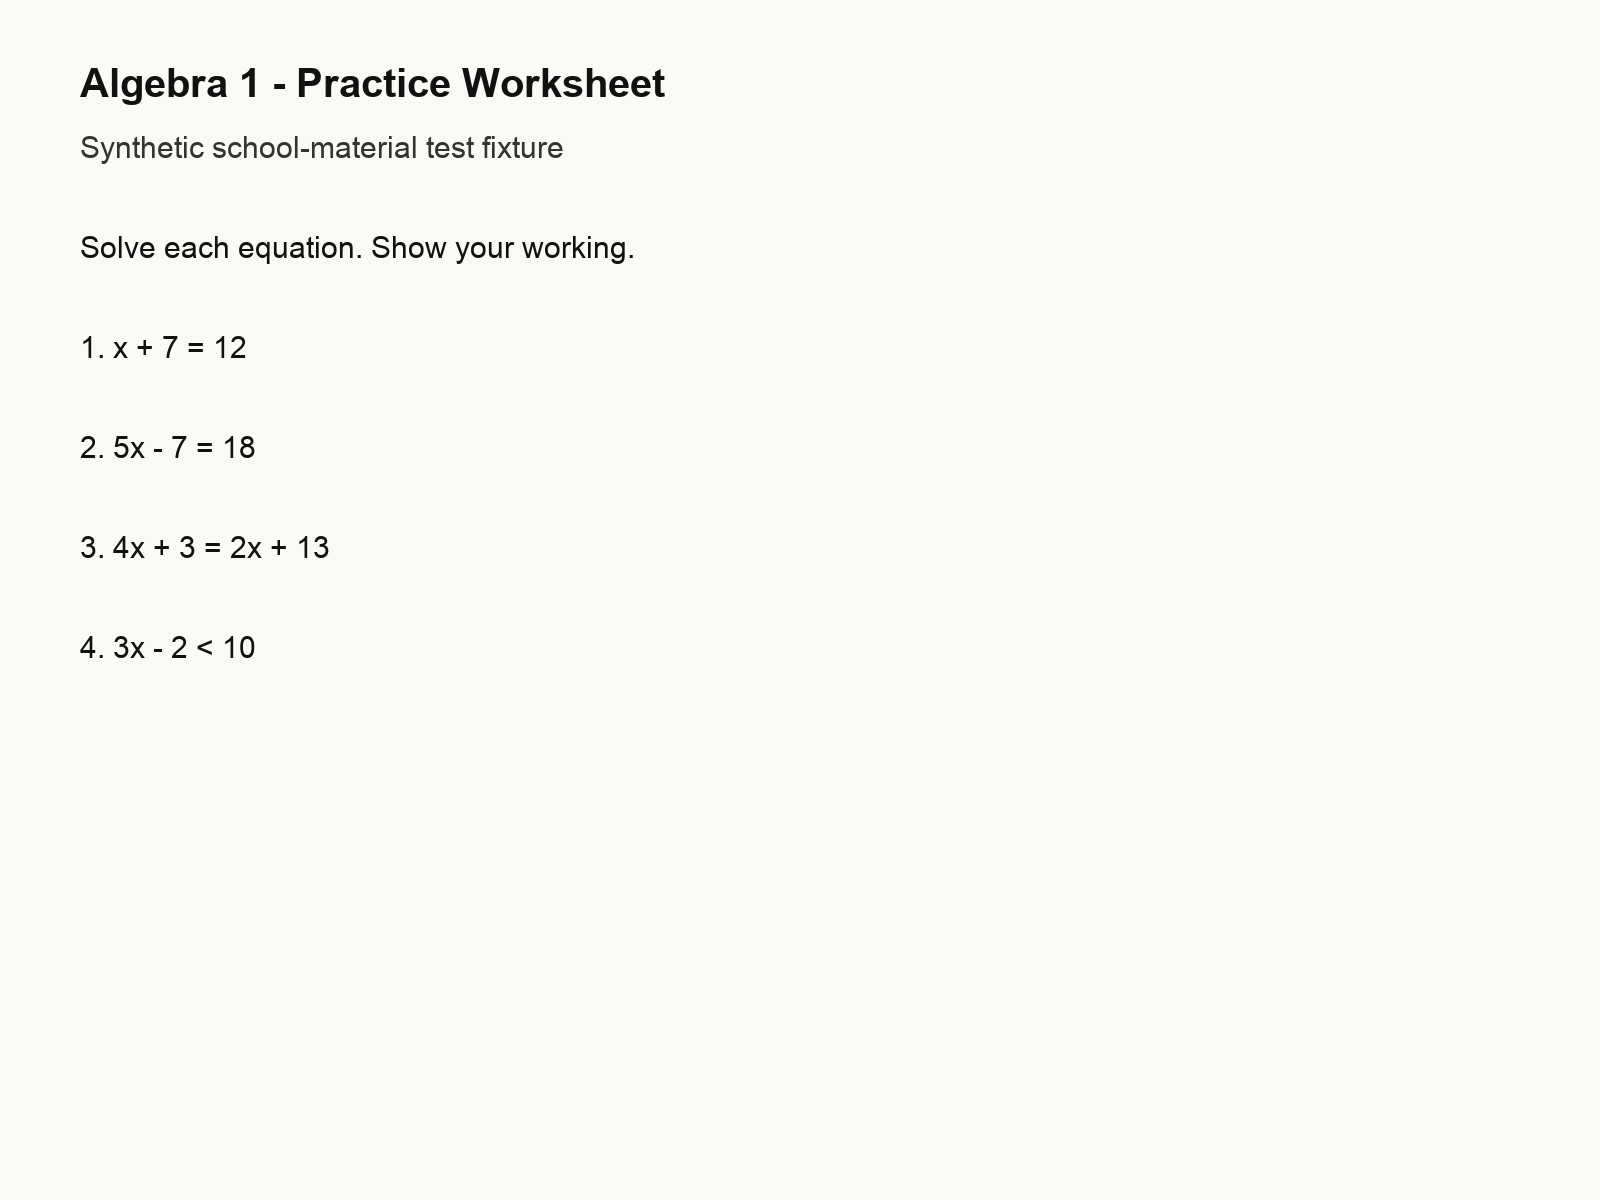 Algebra 1 - Practice Worksheet
Synthetic school-material test fixture
Solve each equation. Show your working.
1. x + 7 = 12
2. 5x - 7 = 18
3. 4x + 3 = 2x + 13
4. 3x - 2 < 10